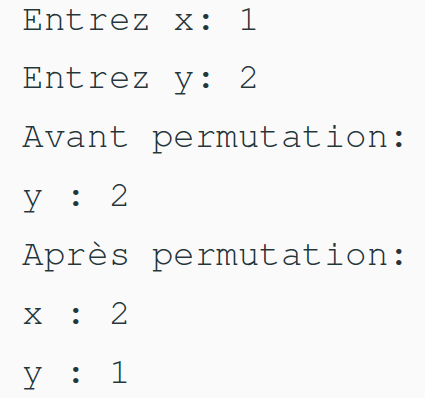 Entrez x: 1
Entrez y: 2
Avant permutation:
y : 2
Après permutation:
x : 2
y : 1